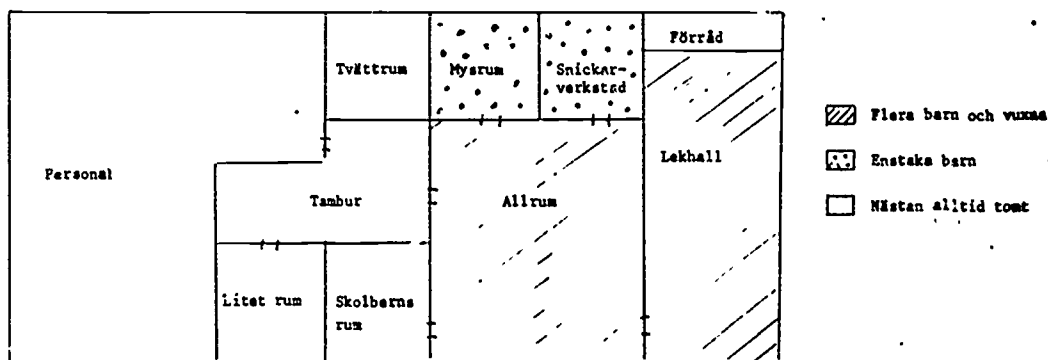 Förråd
Tvättrum
Mysrum
Snickar-
verkstad
Flera barn och vuxna
Enstaka barn
Nästan alltid tomt
Lekhall
Personal
Tambur
Allrum
Litet rum
Skolbarns
rum